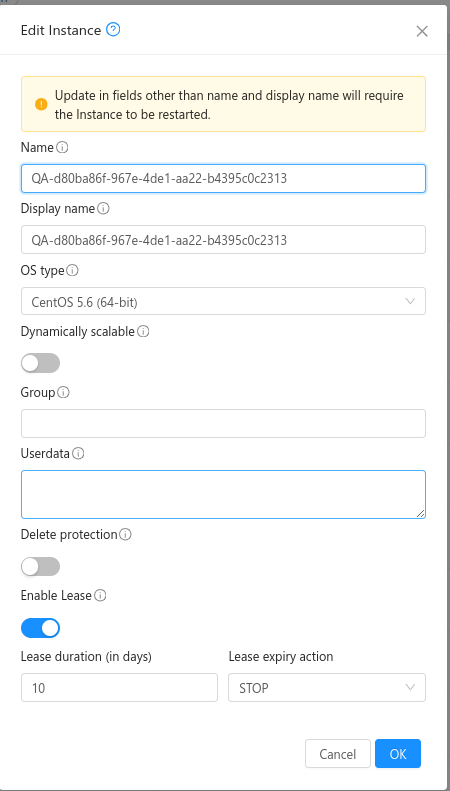 Edit Instance
Update in fields other than name and display name will require
the Instance to be restarted.
Name
QA-d80ba86f-967e-4de1-aa22-b4395c0c2313
Display name
QA-d80ba86f-967e-4de1-aa22-b4395c0c2313
OS type
CentOS 5.6 (64-bit)
Dynamically scalable
Group
Userdata
Delete protection
Enable Lease
Lease duration (in days) Lease expiry action
10 STOP
Cancel OK